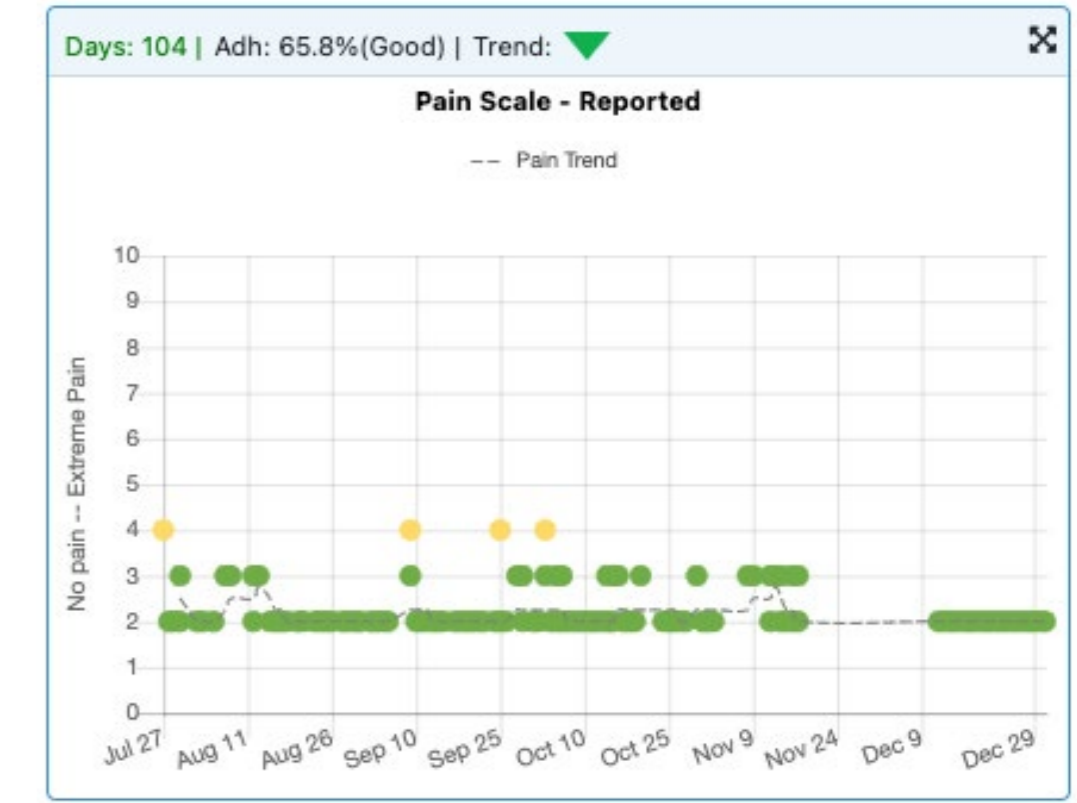 Days: 104 | Adh: 65.8%(Good) | Trend:
Pain Scale - Reported
-- Pain Trend
No pain -- Extreme Pain
10
9
8
7
6
5
4
3
2
1
0
Jul 27 Aug 11 Aug 26 Sep 10 Sep 25 Oct 10 Oct 25 Nov 9 Nov 24 Dec 9 Dec 29